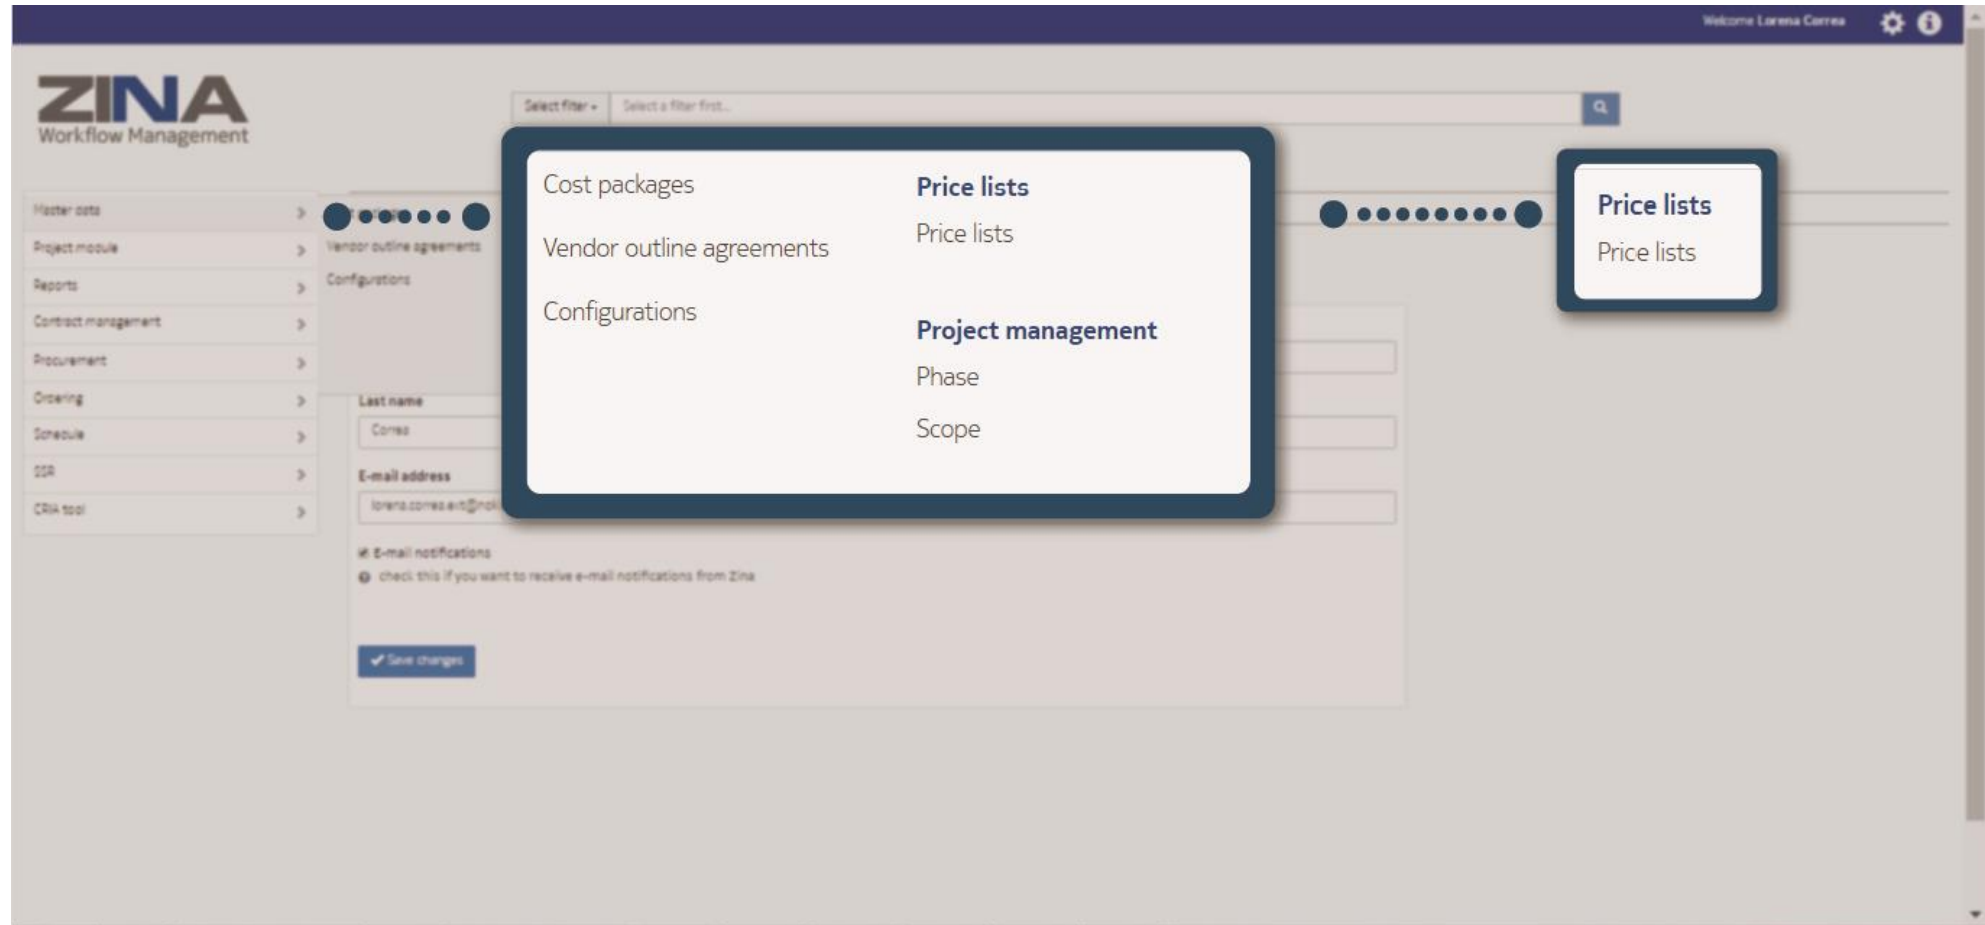 Welcome Lorena Correa
ZINA
Workflow Management
Select filter
Select a filter first...
Master data
Project module
Reports
Contract management
Procurement
Ordering
Schedule
SSR
CRIA tool
Vendor outline agreements
Configurations
Cost packages
Vendor outline agreements
Configurations
Price lists
Price lists
Project management
Phase
Scope
Price lists
Price lists
Last name
Correa
E-mail address
E-mail notifications
check this if you want to receive e-mail notifications from Zina
Save changes